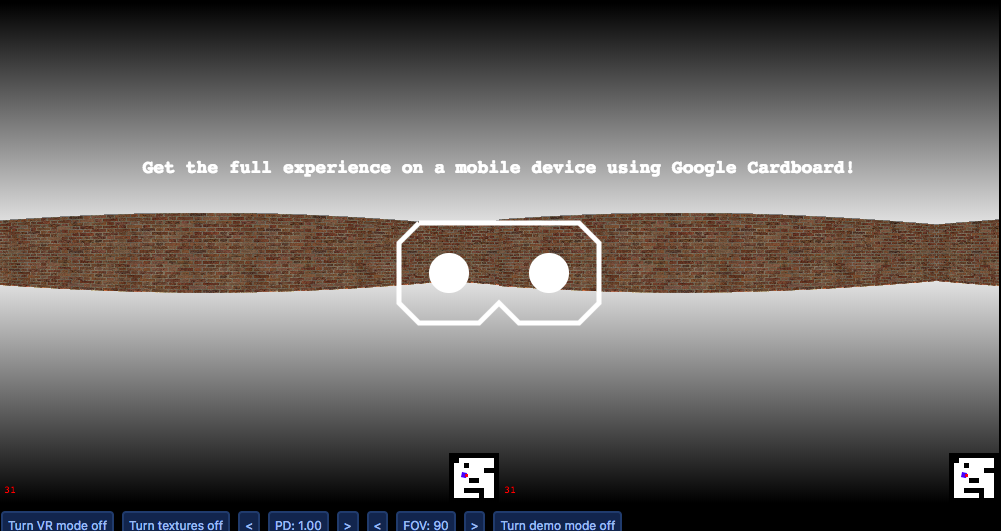 Get the full experience on a mobile device using Google Cardboard!
31 31
Turn VR mode off Turn textures off < PD: 1.00 > < FOV: 90 > Turn demo mode off